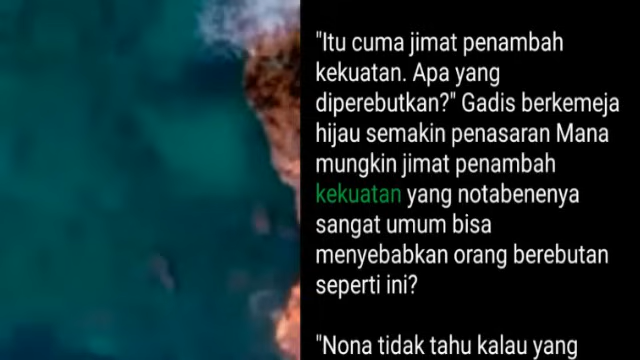 "Itu cuma jimat penambah
kekuatan. Apa yang
diperebutkan?" Gadis berkemeja
hijau semakin penasaran Mana
mungkin jimat penambah
kekuatan yang notabenenya
sangat umum bisa
menyebabkan orang berebutan
seperti ini?
"Nona tidak tahu kalau yang